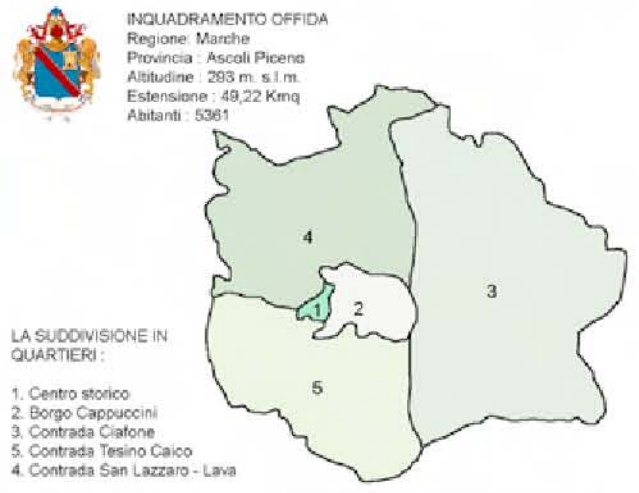 INQUADRAMENTO OFFIDA
Regione: Marche
Provincia : Ascoli Piceno
Altitudine : 293 m. s.l.m.
Estensione : 49,22 Kmq
Abitanti : 5361
4
3
1
2
5
LA SUDDIVISIONE IN
QUARTIERI :
1. Centro storico
2. Borgo Cappuccini
3. Contrada Ciafone
5. Contrada Tesino Caico
4. Contrada San Lazzaro - Lava